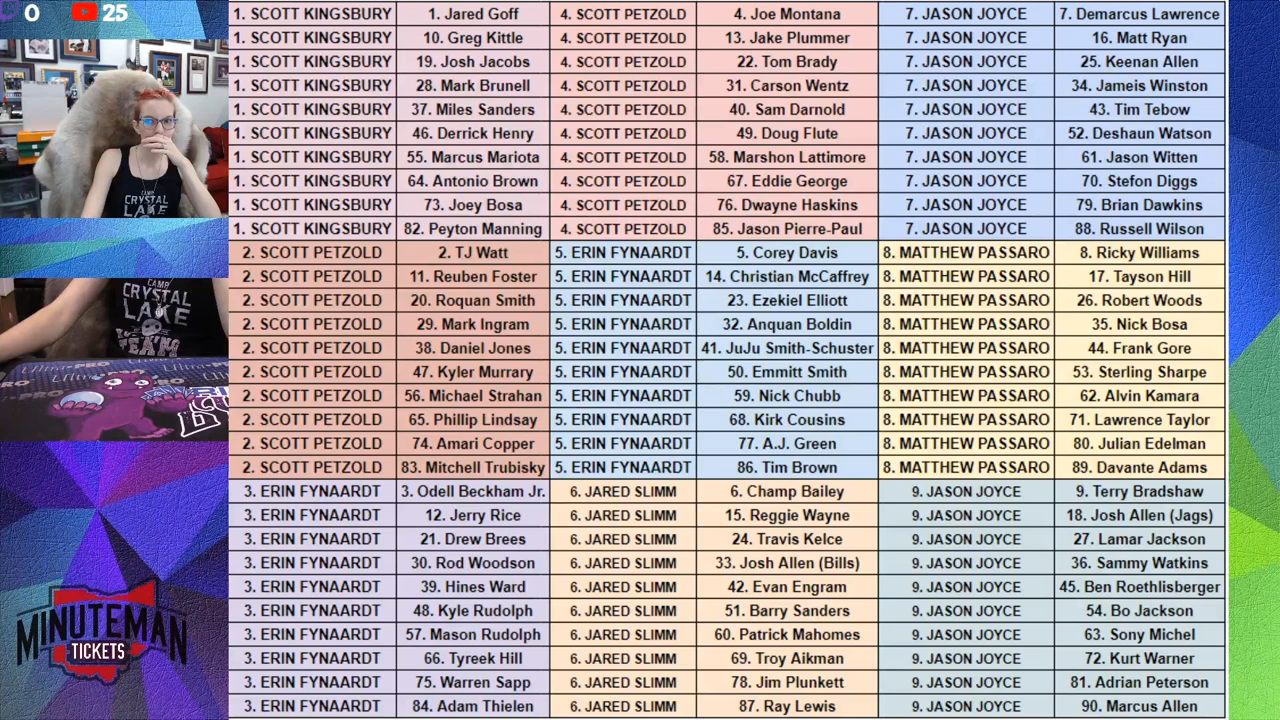 0 25
1. SCOTT KINGSBURY 1. Jared Goff 4. SCOTT PETZOLD 4. Joe Montana 7. JASON JOYCE 7. Demarcus Lawrence
1. SCOTT KINGSBURY 10. Greg Kittle 4. SCOTT PETZOLD 13. Jake Plummer 7. JASON JOYCE 16. Matt Ryan
1. SCOTT KINGSBURY 19. Josh Jacobs 4. SCOTT PETZOLD 22. Tom Brady 7. JASON JOYCE 25. Keenan Allen
1. SCOTT KINGSBURY 28. Mark Brunell 4. SCOTT PETZOLD 31. Carson Wentz 7. JASON JOYCE 34. Jameis Winston
1. SCOTT KINGSBURY 37. Miles Sanders 4. SCOTT PETZOLD 40. Sam Darnold 7. JASON JOYCE 43. Tim Tebow
1. SCOTT KINGSBURY 46. Derrick Henry 4. SCOTT PETZOLD 49. Doug Flute 7. JASON JOYCE 52. Deshaun Watson
1. SCOTT KINGSBURY 55. Marcus Mariota 4. SCOTT PETZOLD 58. Marshon Lattimore 7. JASON JOYCE 61. Jason Witten
1. SCOTT KINGSBURY 64. Antonio Brown 4. SCOTT PETZOLD 67. Eddie George 7. JASON JOYCE 70. Stefon Diggs
1. SCOTT KINGSBURY 73. Joey Bosa 4. SCOTT PETZOLD 76. Dwayne Haskins 7. JASON JOYCE 79. Brian Dawkins
1. SCOTT KINGSBURY 82. Peyton Manning 4. SCOTT PETZOLD 85. Jason Pierre-Paul 7. JASON JOYCE 88. Russell Wilson
2. SCOTT PETZOLD 2. TJ Watt 5. ERIN FYNAARDT 5. Corey Davis 8. MATTHEW PASSARO 8. Ricky Williams
2. SCOTT PETZOLD 11. Reuben Foster 5. ERIN FYNAARDT 14. Christian McCaffrey 8. MATTHEW PASSARO 17. Tayson Hill
2. SCOTT PETZOLD 20. Roquan Smith 5. ERIN FYNAARDT 23. Ezekiel Elliott 8. MATTHEW PASSARO 26. Robert Woods
2. SCOTT PETZOLD 29. Mark Ingram 5. ERIN FYNAARDT 32. Anquan Boldin 8. MATTHEW PASSARO 35. Nick Bosa
2. SCOTT PETZOLD 38. Daniel Jones 5. ERIN FYNAARDT 41. JuJu Smith-Schuster 8. MATTHEW PASSARO 44. Frank Gore
2. SCOTT PETZOLD 47. Kyler Murrary 5. ERIN FYNAARDT 50. Emmitt Smith 8. MATTHEW PASSARO 53. Sterling Sharpe
2. SCOTT PETZOLD 56. Michael Strahan 5. ERIN FYNAARDT 59. Nick Chubb 8. MATTHEW PASSARO 62. Alvin Kamara
2. SCOTT PETZOLD 65. Phillip Lindsay 5. ERIN FYNAARDT 68. Kirk Cousins 8. MATTHEW PASSARO 71. Lawrence Taylor
2. SCOTT PETZOLD 74. Amari Copper 5. ERIN FYNAARDT 77. A.J. Green 8. MATTHEW PASSARO 80. Julian Edelman
2. SCOTT PETZOLD 83. Mitchell Trubisky 5. ERIN FYNAARDT 86. Tim Brown 8. MATTHEW PASSARO 89. Davante Adams
3. ERIN FYNAARDT 3. Odell Beckham Jr. 6. JARED SLIMM 6. Champ Bailey 9. JASON JOYCE 9. Terry Bradshaw
3. ERIN FYNAARDT 12. Jerry Rice 6. JARED SLIMM 15. Reggie Wayne 9. JASON JOYCE 18. Josh Allen (Jags)
3. ERIN FYNAARDT 21. Drew Brees 6. JARED SLIMM 24. Travis Kelce 9. JASON JOYCE 27. Lamar Jackson
3. ERIN FYNAARDT 30. Rod Woodson 6. JARED SLIMM 33. Josh Allen (Bills) 9. JASON JOYCE 36. Sammy Watkins
3. ERIN FYNAARDT 39. Hines Ward 6. JARED SLIMM 42. Evan Engram 9. JASON JOYCE 45. Ben Roethlisberger
3. ERIN FYNAARDT 48. Kyle Rudolph 6. JARED SLIMM 51. Barry Sanders 9. JASON JOYCE 54. Bo Jackson
3. ERIN FYNAARDT 57. Mason Rudolph 6. JARED SLIMM 60. Patrick Mahomes 9. JASON JOYCE 63. Sony Michel
3. ERIN FYNAARDT 66. Tyreek Hill 6. JARED SLIMM 69. Troy Aikman 9. JASON JOYCE 72. Kurt Warner
3. ERIN FYNAARDT 75. Warren Sapp 6. JARED SLIMM 78. Jim Plunkett 9. JASON JOYCE 81. Adrian Peterson
3. ERIN FYNAARDT 84. Adam Thielen 6. JARED SLIMM 87. Ray Lewis 9. JASON JOYCE 90. Marcus Allen
CAMP
CRYSTAL
LAKE
CAMP
CRYSTAL
LAKE
TEAM
MINUTEMAN
TICKETS